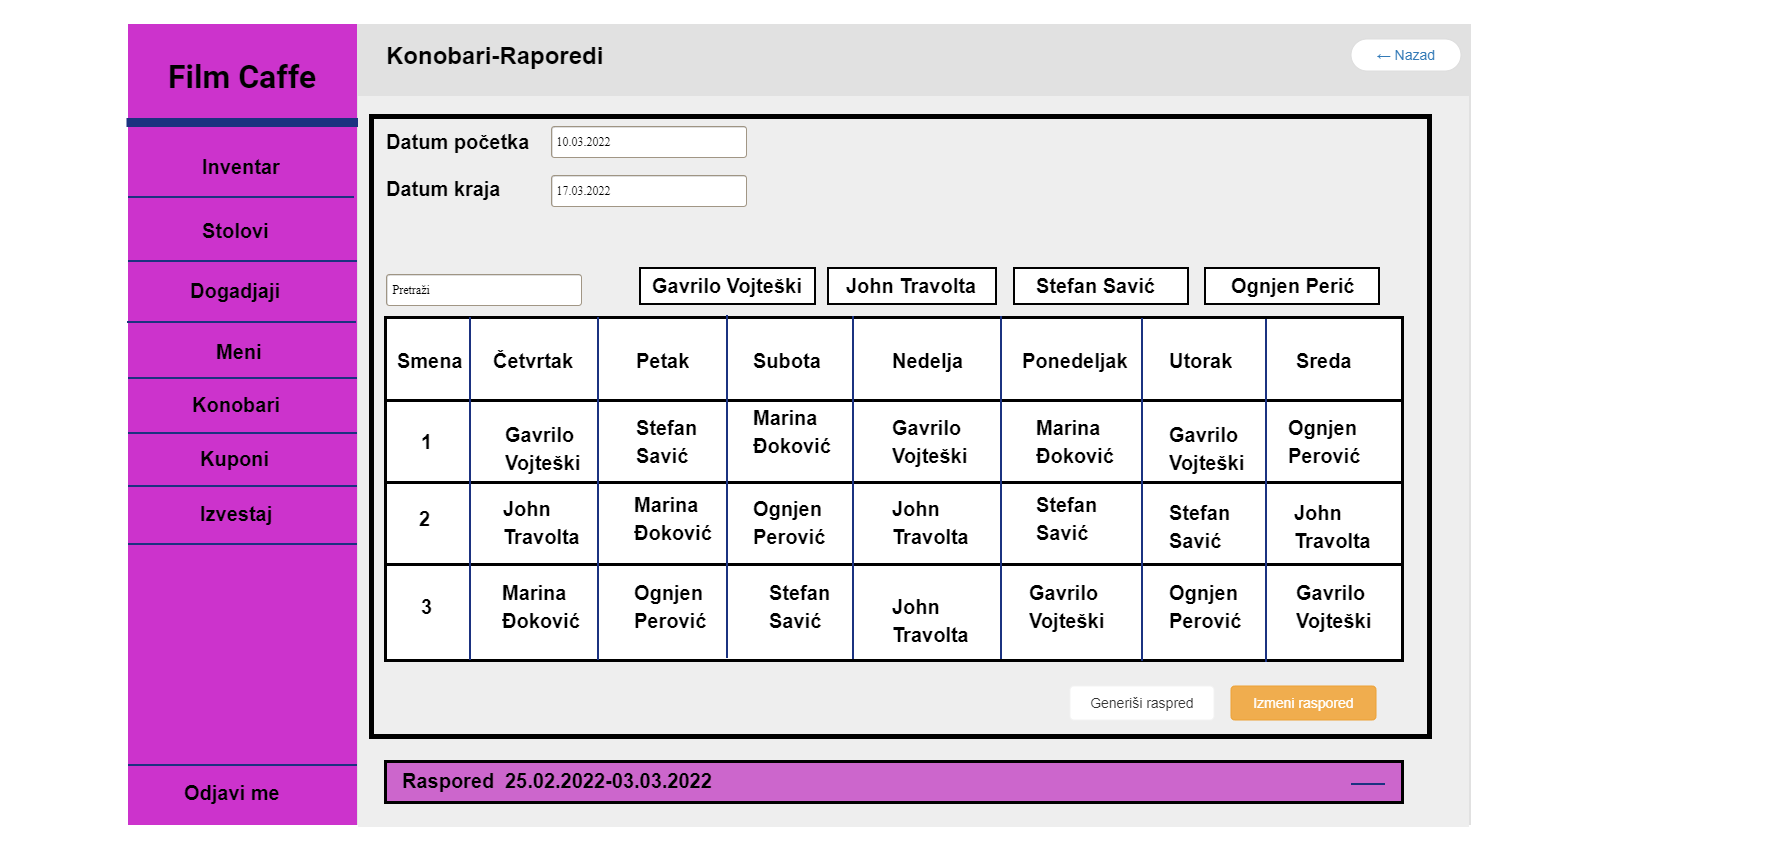 Film Caffe
Inventar
Stolovi
Dogadjaji
Meni
Konobari
Kuponi
Izvestaj
Odjavi me
Konobari-Raporedi
← Nazad
Datum početka
10.03.2022
Datum kraja
17.03.2022
Pretraži
Gavrilo Vojteški
John Travolta
Stefan Savić
Ognjen Perić
Smena Četvrtak Petak Subota Nedelja Ponedeljak Utorak Sreda
1
Gavrilo
Vojteški
Stefan
Savić
Marina
Đoković
Gavrilo
Vojteški
Marina
Đoković
Gavrilo
Vojteški
Ognjen
Perović
2
John
Travolta
Marina
Đoković
Ognjen
Perović
John
Travolta
Stefan
Savić
Stefan
Savić
John
Travolta
3
Marina
Đoković
Ognjen
Perović
Stefan
Savić
John
Travolta
Gavrilo
Vojteški
Ognjen
Perović
Gavrilo
Vojteški
Generiši raspred
Izmeni raspored
Raspored 25.02.2022-03.03.2022